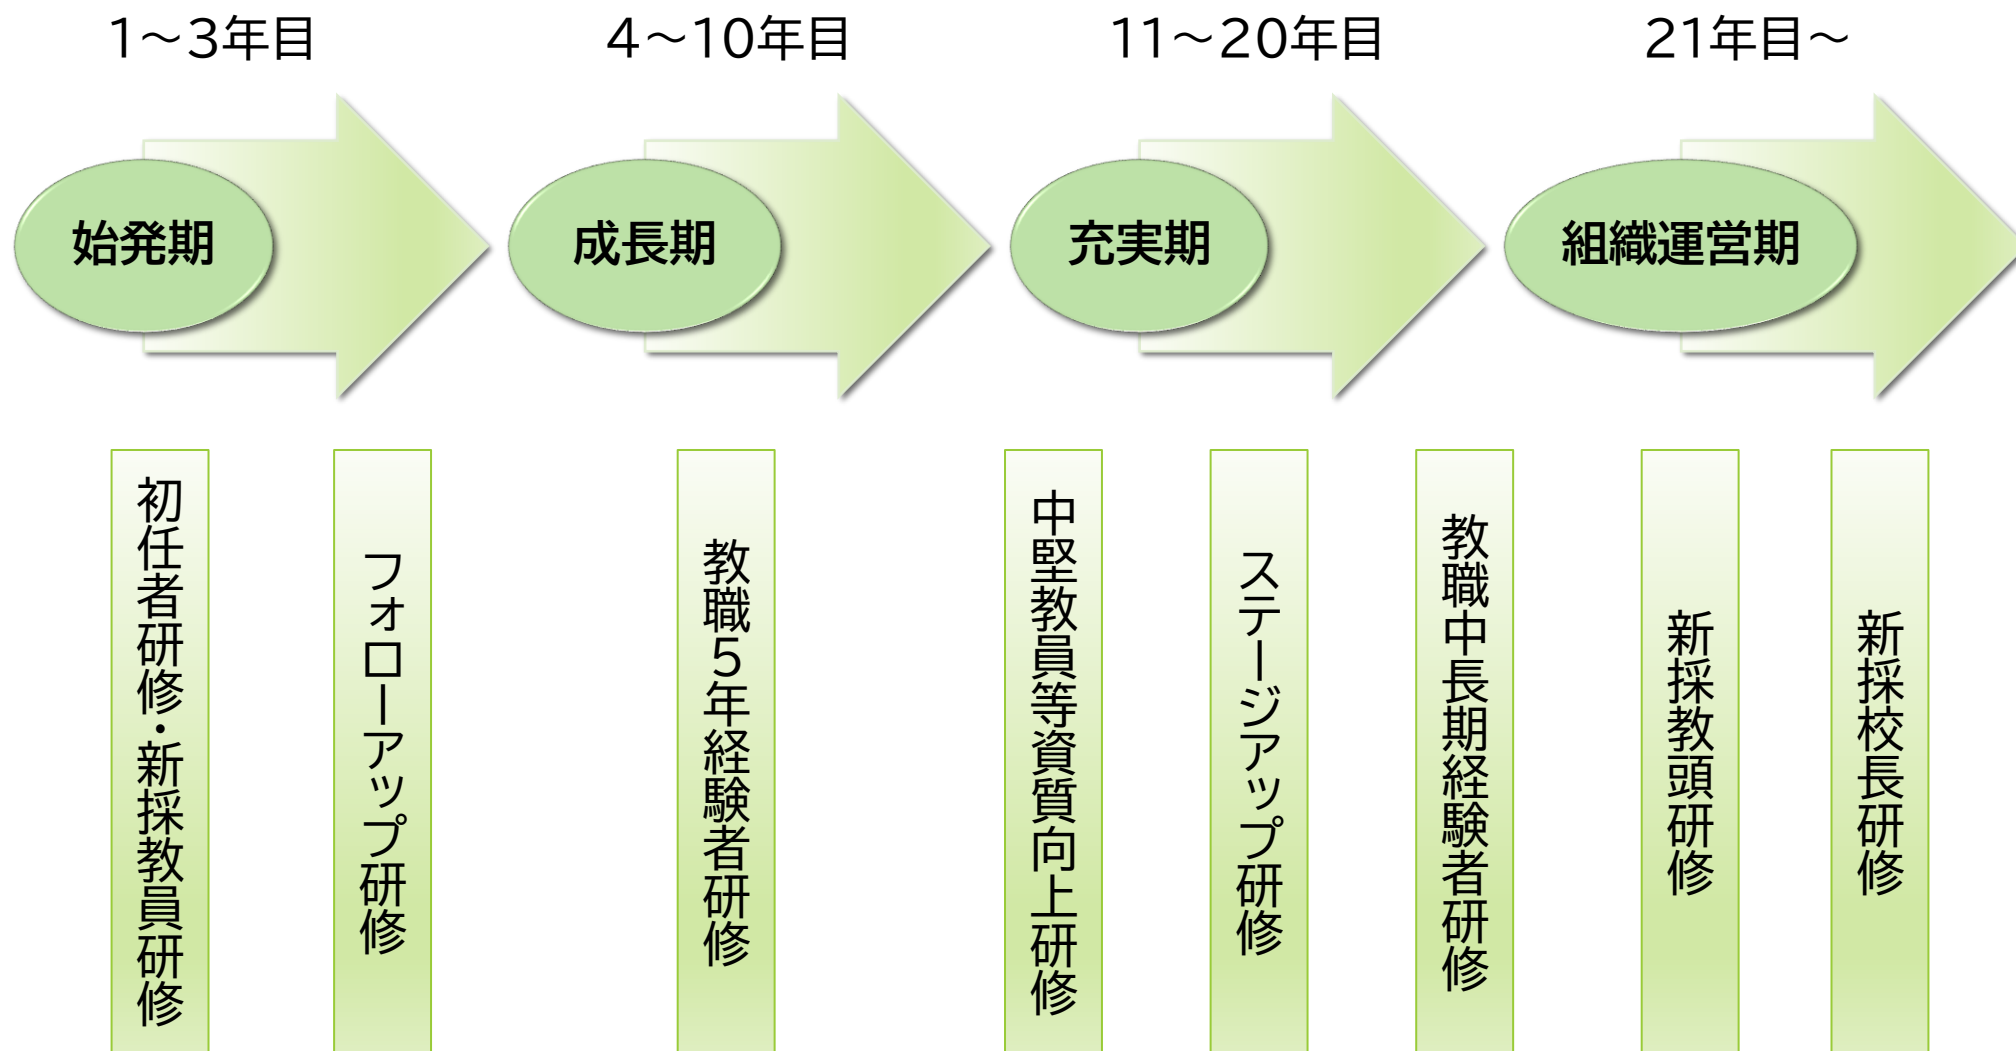 1～3年目
4～10年目
11～20年目
21年目～
始発期
成長期
充実期
組織運営期
初任者研修・新採教員研修
フォローアップ研修
教職5年経験者研修
中堅教員等資質向上研修
ステージアップ研修
教職中長期経験者研修
新採教頭研修
新採校長研修